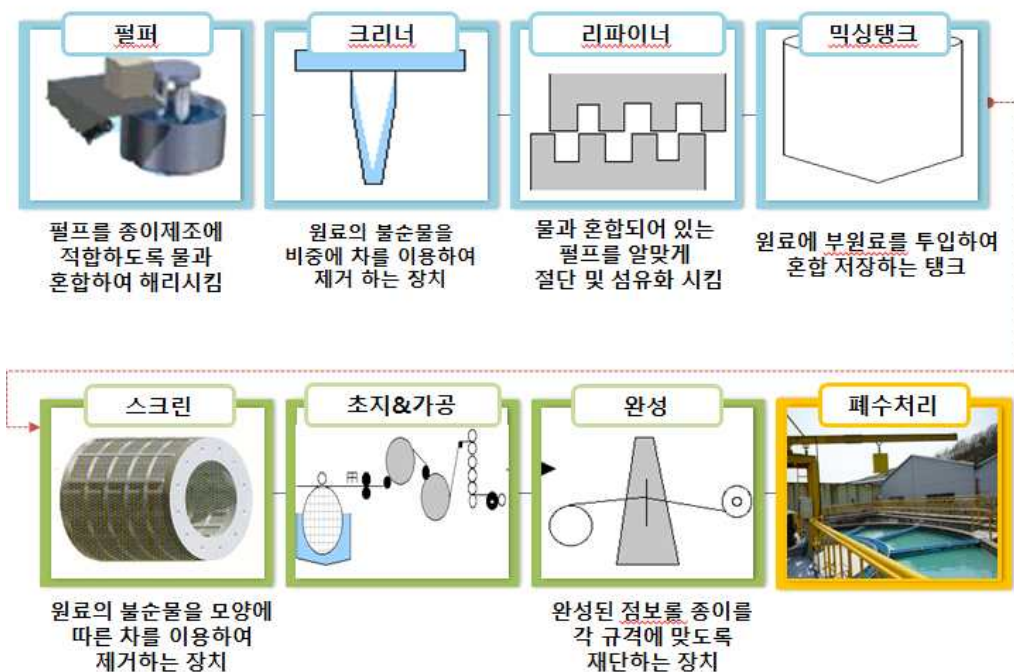 펄퍼
크리너
리파이너
믹싱탱크
펄프를 종이제조에
적합하도록 물과
혼합하여 해리시킴
원료의 불순물을
비중에 차를 이용하여
제거 하는 장치
물과 혼합되어 있는
펄프를 알맞게
절단 및 섬유화 시킴
원료에 부원료를 투입하여
혼합 저장하는 탱크
스크린
초지&가공
완성
폐수처리
원료의 불순물을 모양에
따른 차를 이용하여
제거하는 장치
완성된 점보롤 종이를
각 규격에 맞도록
재단하는 장치